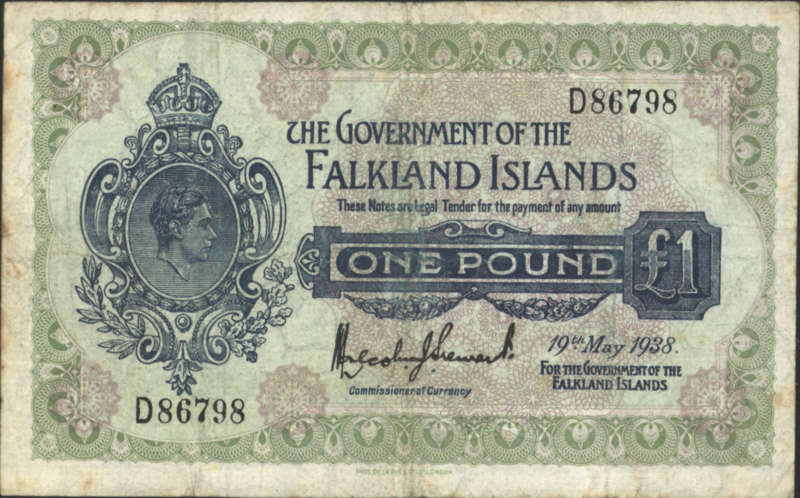 D86798
THE GOVERNMENT OF THE
FALKLAND ISLANDS
These Notes are Legal Tender for the payment of any amount
ONE POUND £1
19th May 1938.
Commissioner of Currency
FOR THE GOVERNMENT OF THE
FALKLAND ISLANDS
D86798